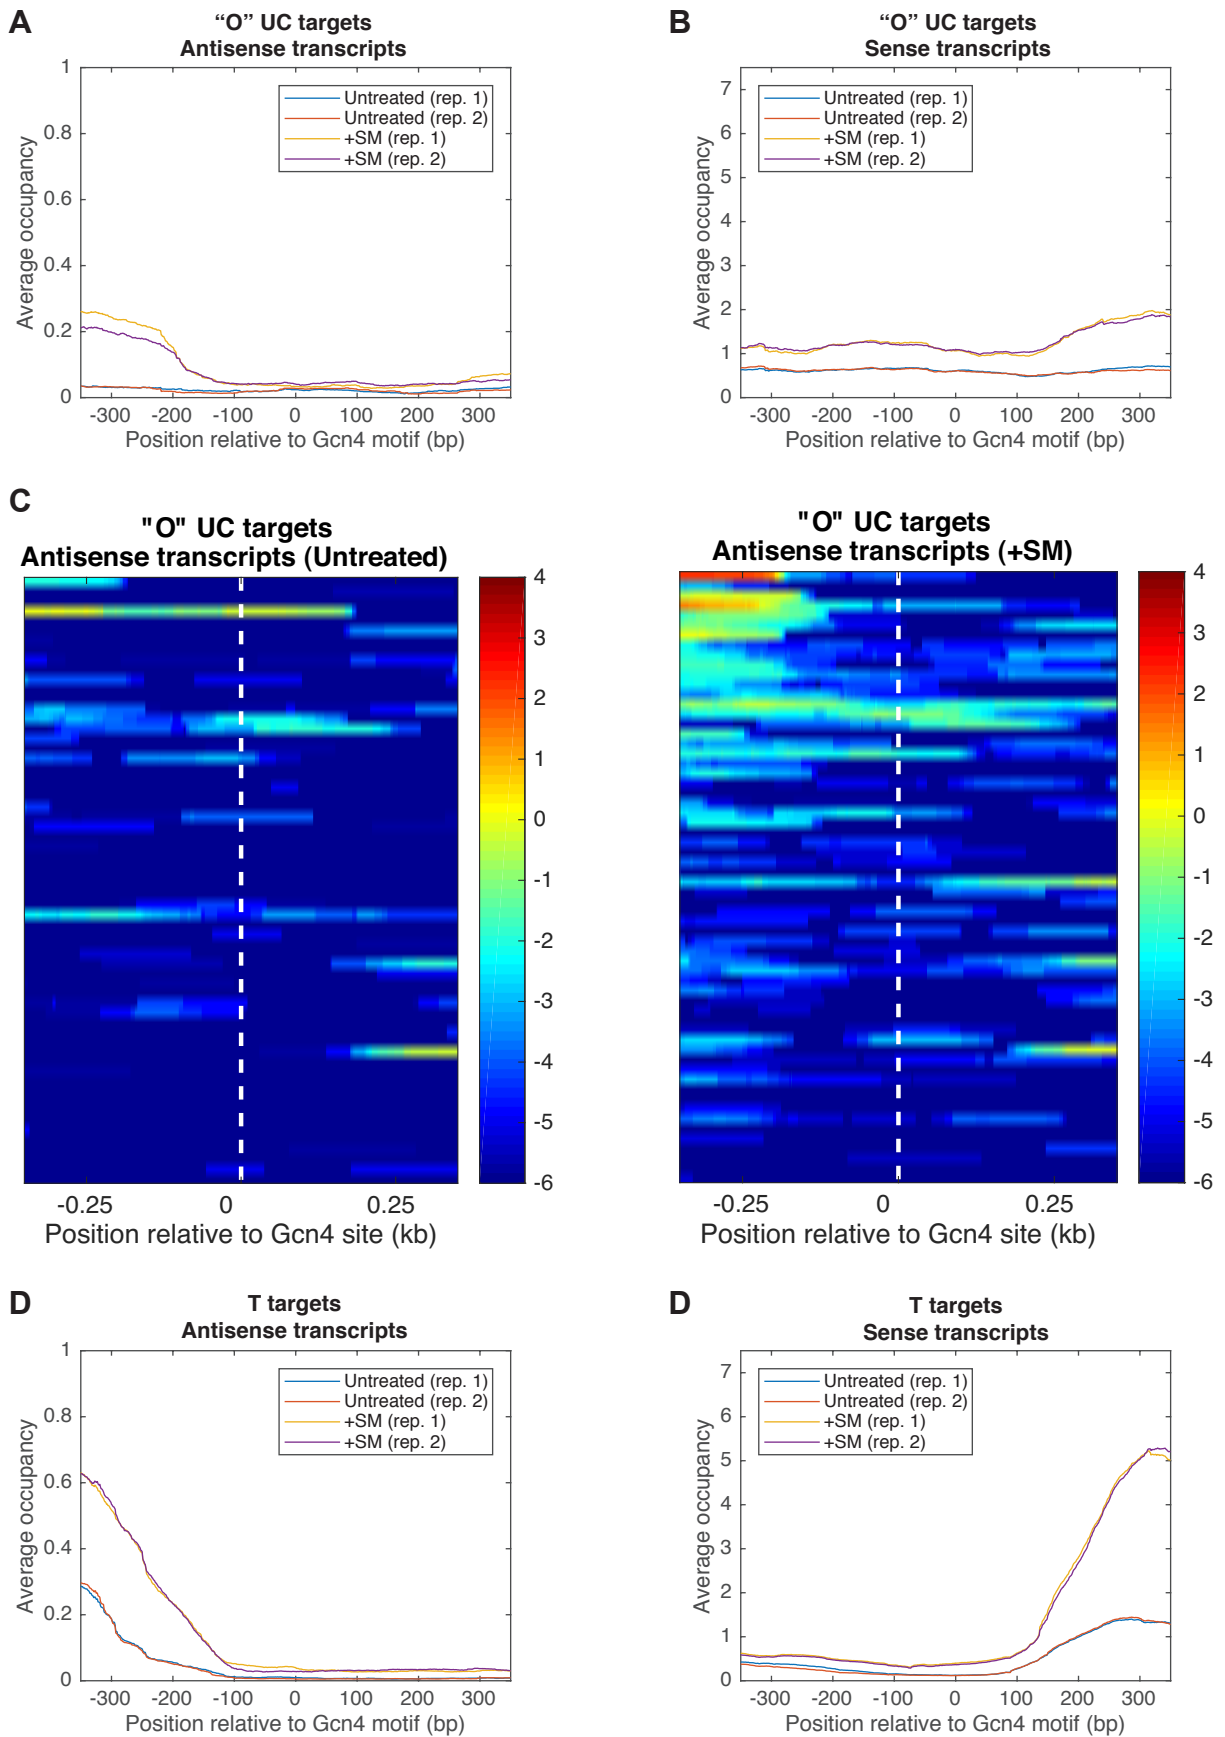 A
“O” UC targets
Antisense transcripts
1
0.8
0.6
0.4
0.2
0
Average occupancy
Untreated (rep. 1)
Untreated (rep. 2)
+SM (rep. 1)
+SM (rep. 2)
-300 -200 -100 0 100 200 300
Position relative to Gcn4 motif (bp)
B
“O” UC targets
Sense transcripts
7
6
5
4
3
2
1
0
Average occupancy
Untreated (rep. 1)
Untreated (rep. 2)
+SM (rep. 1)
+SM (rep. 2)
-300 -200 -100 0 100 200 300
Position relative to Gcn4 motif (bp)
C
"O" UC targets
Antisense transcripts (Untreated)
4
3
2
1
0
-1
-2
-3
-4
-5
-6
-0.25 0 0.25
Position relative to Gcn4 site (kb)
"O" UC targets
Antisense transcripts (+SM)
4
3
2
1
0
-1
-2
-3
-4
-5
-6
-0.25 0 0.25
Position relative to Gcn4 site (kb)
D
T targets
Antisense transcripts
1
0.8
0.6
0.4
0.2
0
Average occupancy
Untreated (rep. 1)
Untreated (rep. 2)
+SM (rep. 1)
+SM (rep. 2)
-300 -200 -100 0 100 200 300
Position relative to Gcn4 motif (bp)
D
T targets
Sense transcripts
7
6
5
4
3
2
1
0
Average occupancy
Untreated (rep. 1)
Untreated (rep. 2)
+SM (rep. 1)
+SM (rep. 2)
-300 -200 -100 0 100 200 300
Position relative to Gcn4 motif (bp)